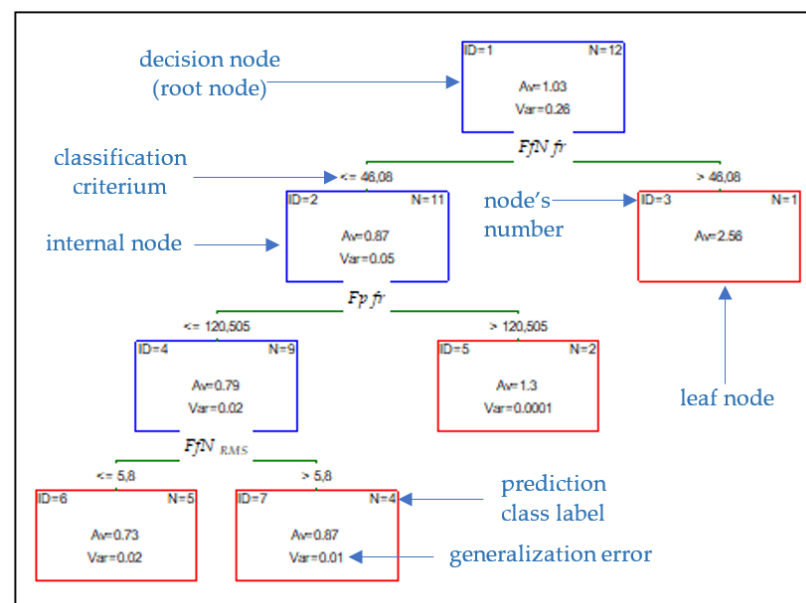 decision node
(root node)
ID=1 N=12
Av=1.03
Var=0.26
FfN fr
classification
criterium
<= 46,08
> 46,08
ID=2 N=11
Av=0.87
Var=0.05
node's
number
ID=3 N=1
Av=2.56
internal node
Fp fr
<= 120,505
> 120,505
ID=4 N=9
Av=0.79
Var=0.02
ID=5 N=2
Av=1.3
Var=0.0001
leaf node
FfN RMS
<= 5,8
> 5,8
ID=6 N=5
Av=0.73
Var=0.02
ID=7 N=4
Av=0.87
Var=0.01
prediction
class label
generalization error